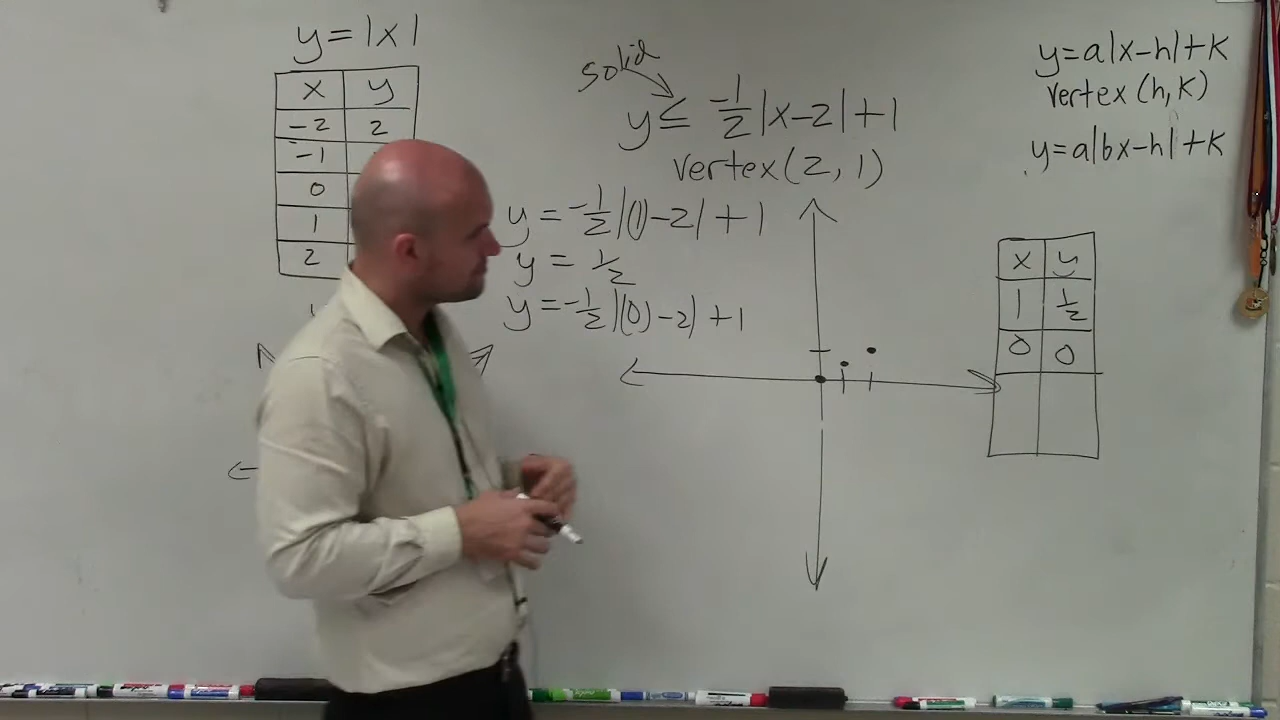 y=|x|
x y
-2 2
-1
0
1
2
solid
y ≤ -1/2|x-2|+1
vertex(2, 1)
y = -1/2|(1)-2|+1
y = 1/2
y = -1/2|(0)-2|+1
y=a|x-h|+k
vertex(h,k)
y=a|bx-h|+k
x y
1 1/2
0 0